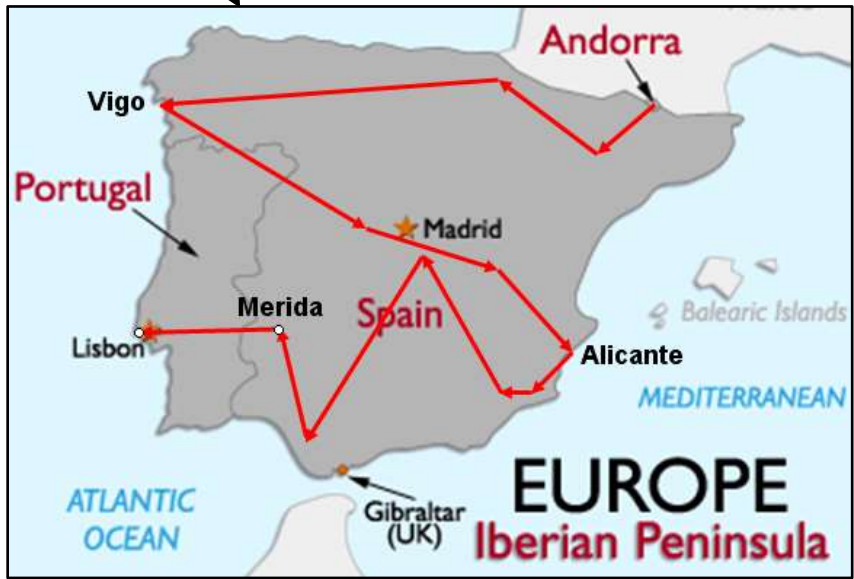 Andorra
Vigo
Portugal
Madrid
Merida
Spain
Balearic Islands
Lisbon
Alicante
MEDITERRANEAN
ATLANTIC
OCEAN
Gibraltar
(UK)
EUROPE
Iberian Peninsula